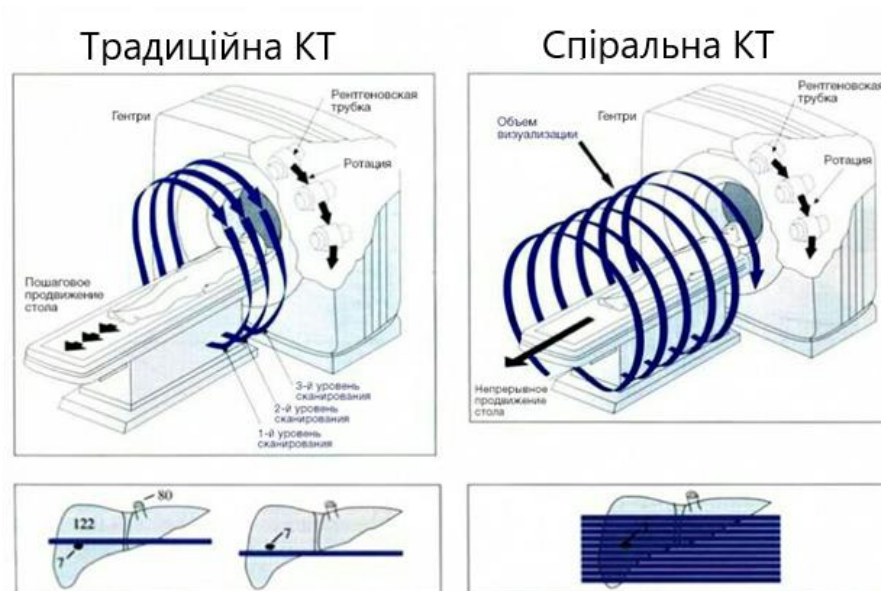 Традиційна КТ
Гентри
Рентгеновская
трубка
Ротация
Пошаговое
продвижение
стола
3-й уровень
сканирования
2-й уровень
сканирования
1-й уровень
сканирования
80
122
7
7
Спіральна КТ
Объем
визуализации
Гентри
Рентгеновская
трубка
Ротация
Непрерывное
продвижение
стола